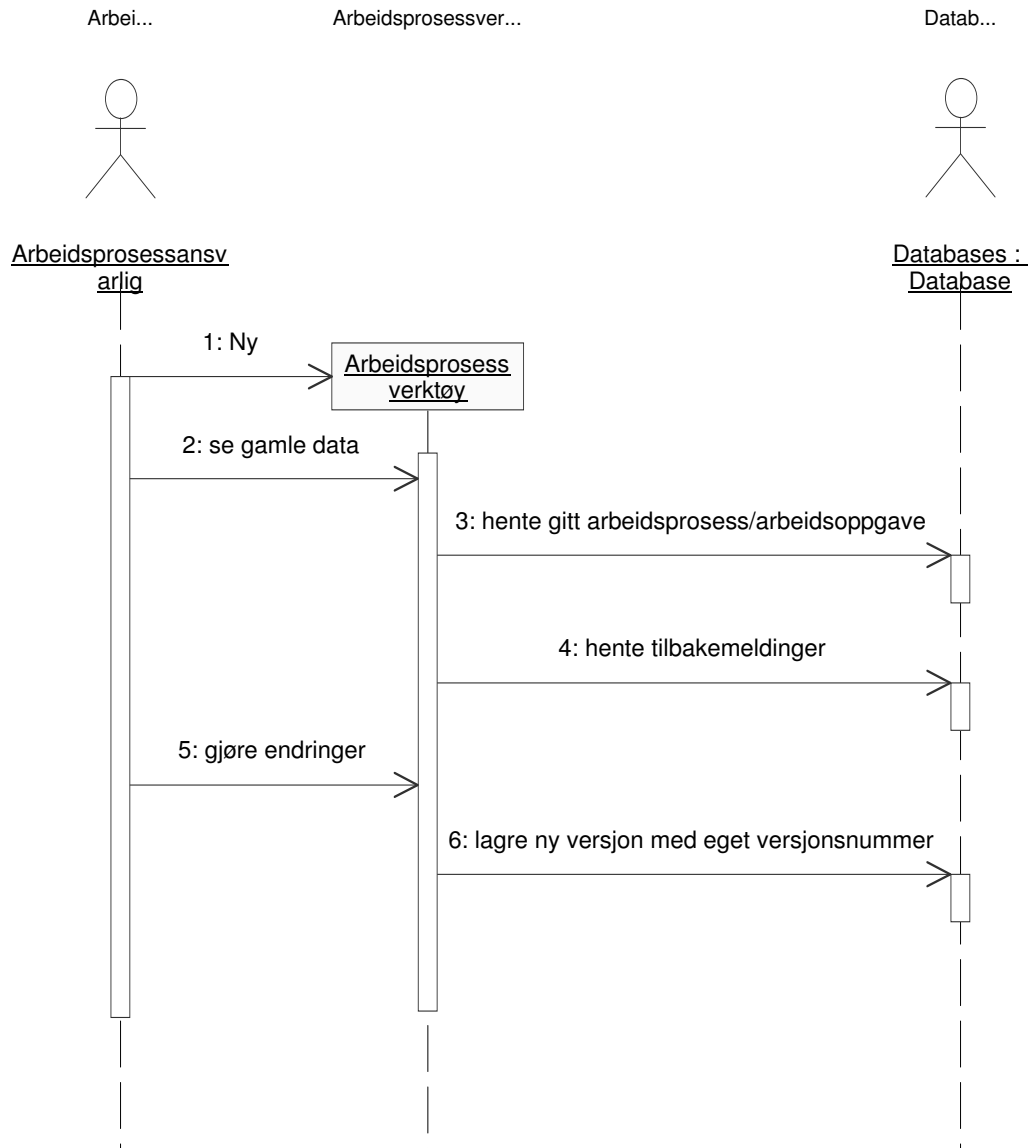 Arbei...
Arbeidsprosessver...
Datab...
Arbeidsprosessansv
arlig
Databases :
Database
1: Ny
Arbeidsprosess
verktøy
2: se gamle data
3: hente gitt arbeidsprosess/arbeidsoppgave
4: hente tilbakemeldinger
5: gjøre endringer
6: lagre ny versjon med eget versjonsnummer